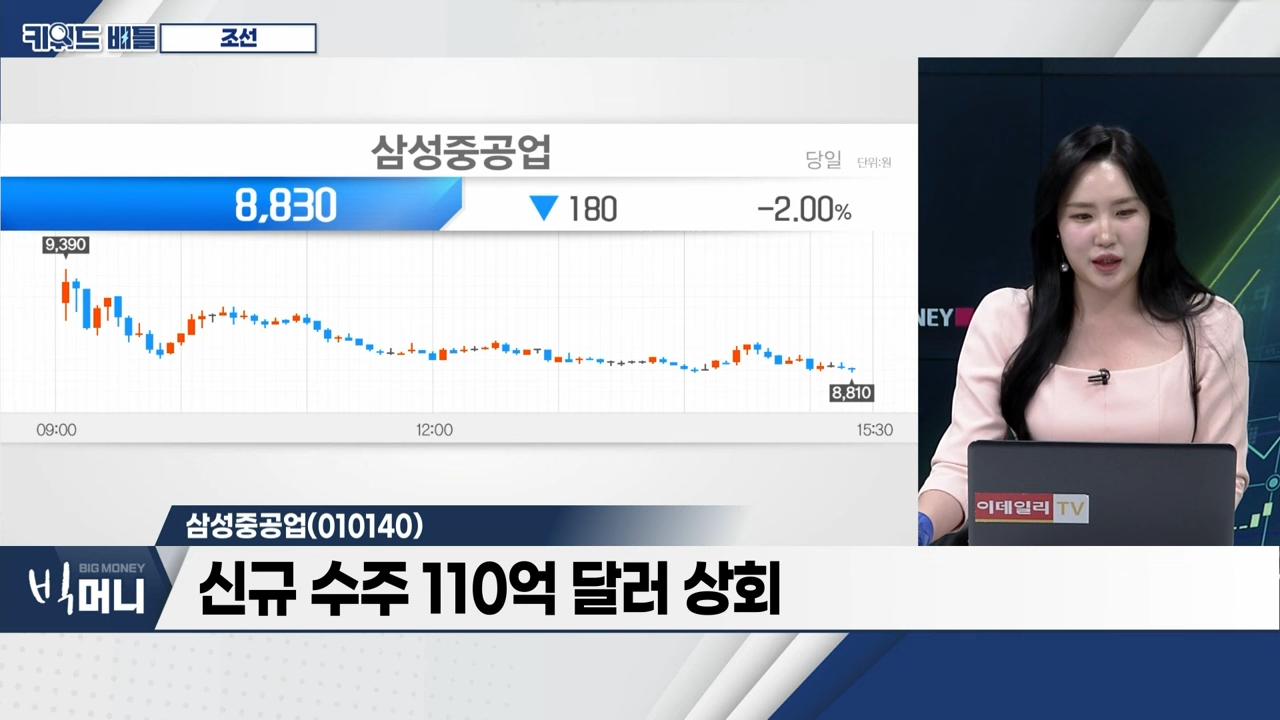 키워드 배틀
조선
삼성중공업
당일 단위:원
8,830 ▼ 180 -2.00%
9,390
8,810
09:00 12:00 15:30
NEY
이데일리 TV
삼성중공업(010140)
BIG MONEY
빅머니
신규 수주 110억 달러 상회